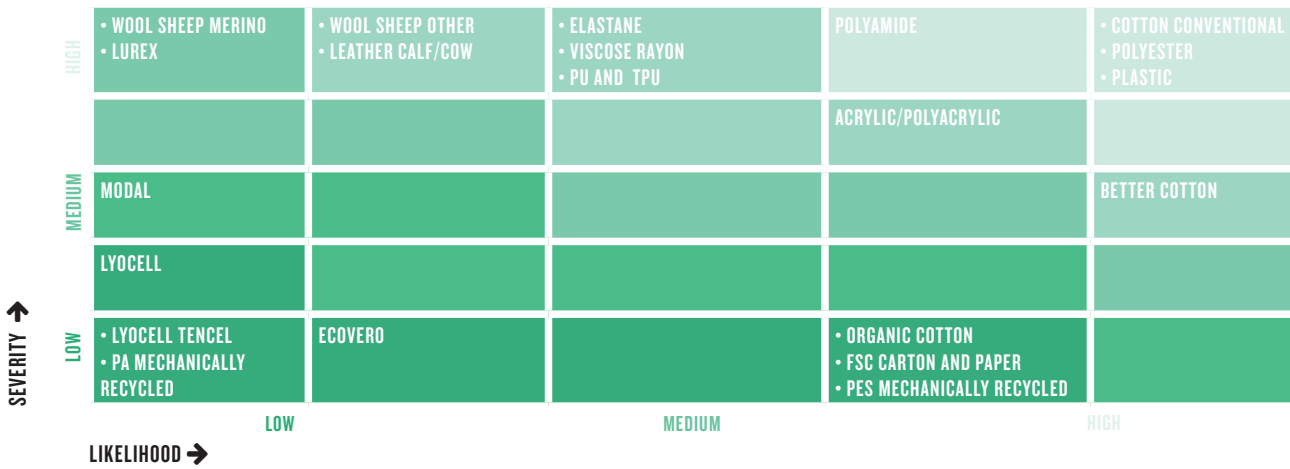 HIGH
• WOOL SHEEP MERINO
• LUREX
• WOOL SHEEP OTHER
• LEATHER CALF/COW
• ELASTANE
• VISCOSE RAYON
• PU AND TPU
POLYAMIDE
• COTTON CONVENTIONAL
• POLYESTER
• PLASTIC
ACRYLIC/POLYACRYLIC
MEDIUM
MODAL
BETTER COTTON
LYOCELL
SEVERITY
LOW
• LYOCELL TENCEL
• PA MECHANICALLY
RECYCLED
ECOVERO
• ORGANIC COTTON
• FSC CARTON AND PAPER
• PES MECHANICALLY RECYCLED
LOW
MEDIUM
HIGH
LIKELIHOOD